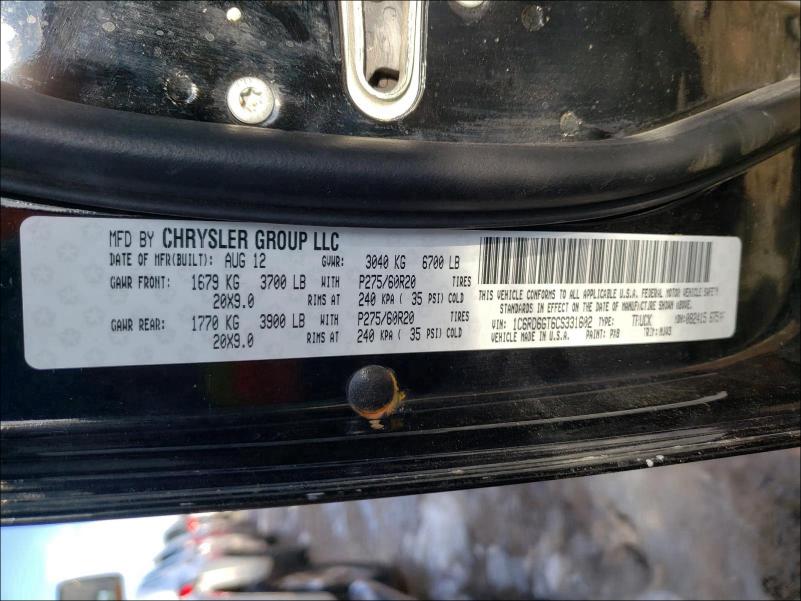 MFD BY CHRYSLER GROUP LLC
DATE OF MFR(BUILT): AUG 12 GVWR: 3040 KG 6700 LB
GAWR FRONT: 1679 KG 3700 LB WITH P275/60R20 TIRES
20X9.0 RIMS AT 240 KPA ( 35 PSI) COLD
GAWR REAR: 1770 KG 3900 LB WITH P275/60R20 TIRES
20X9.0 RIMS AT 240 KPA ( 35 PSI) COLD
THIS VEHICLE CONFORMS TO ALL APPLICABLE U.S.A. FEDERAL MOTOR VEHICLE SAFETY
STANDARDS IN EFFECT ON THE DATE OF MANUFACTURE SHOWN ABOVE.
VIN: 1C6RD6GT6CS331602 TYPE: TRUCK MDH:
MADE IN U.S.A. PAINT: PXB TRIM: